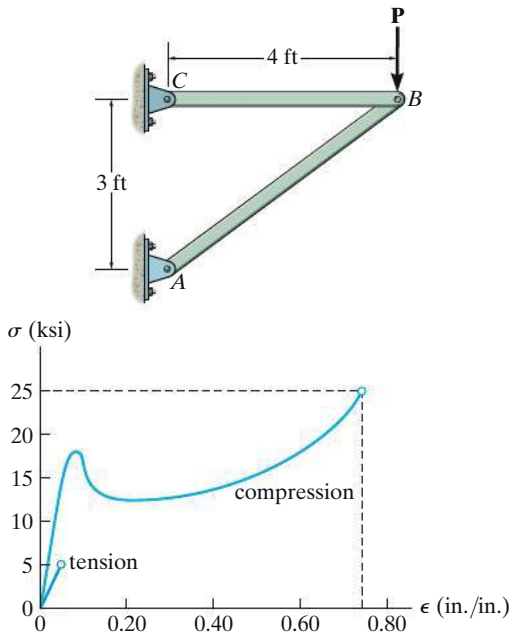 P
4 ft
C
B
3 ft
A
σ (ksi)
25
20
15
10
5
0
compression
tension
0
0.20
0.40
0.60
0.80
ϵ (in./in.)